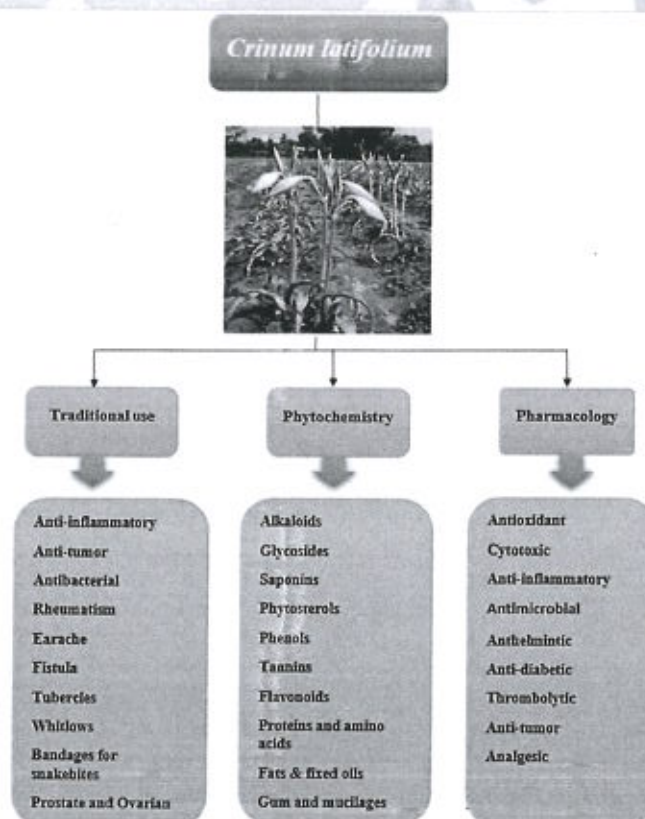 Crinum latifolium
Traditional use
Phytochemistry
Pharmacology
Anti-inflammatory
Anti-tumor
Antibacterial
Rheumatism
Earache
Fistula
Tubercles
Whitlows
Bandages for
snakebites
Prostate and Ovarian
Alkaloids
Glycosides
Saponins
Phytosterols
Phenols
Tannins
Flavonoids
Proteins and amino
acids
Fats & fixed oils
Gum and mucilages
Antioxidant
Cytotoxic
Anti-inflammatory
Antimicrobial
Anthelmintic
Anti-diabetic
Thrombolytic
Anti-tumor
Analgesic